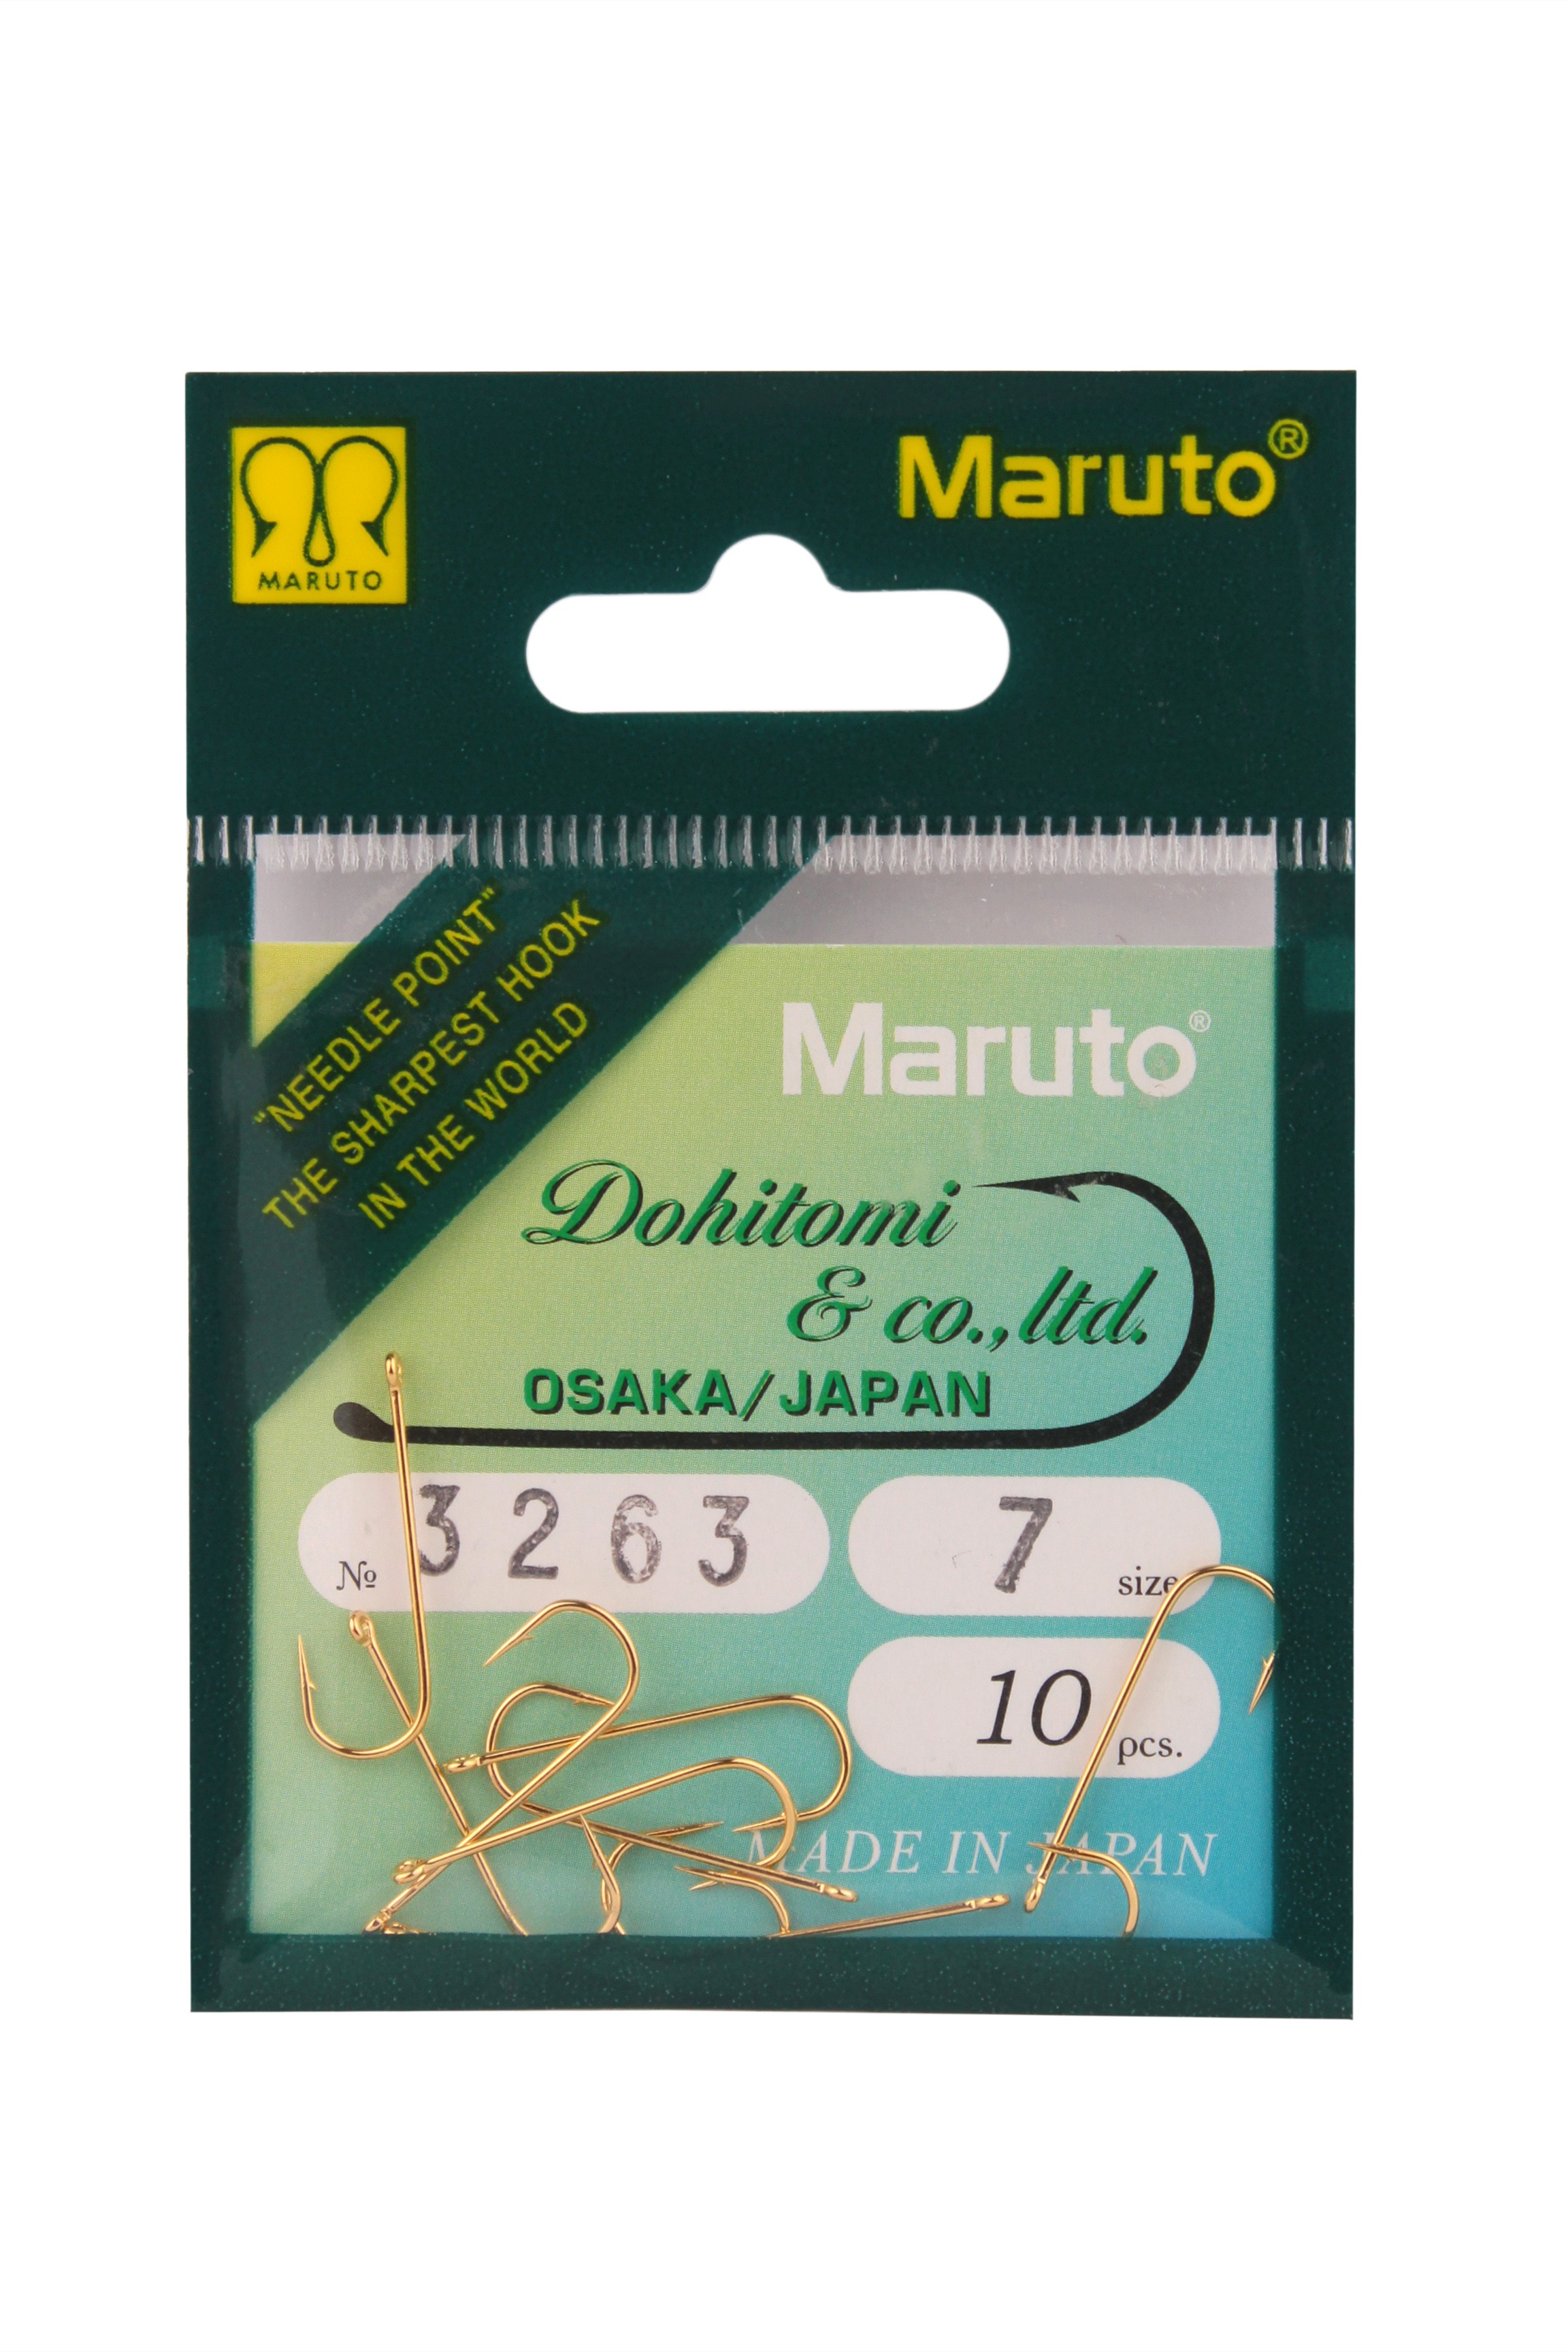 MARUTO
Maruto®
"NEEDLE POINT"
THE SHARPEST HOOK
IN THE WORLD
Maruto®
Dohitomi
& co.,ltd.
OSAKA/JAPAN
№ 3263
7 size
10 pcs.
MADE IN JAPAN